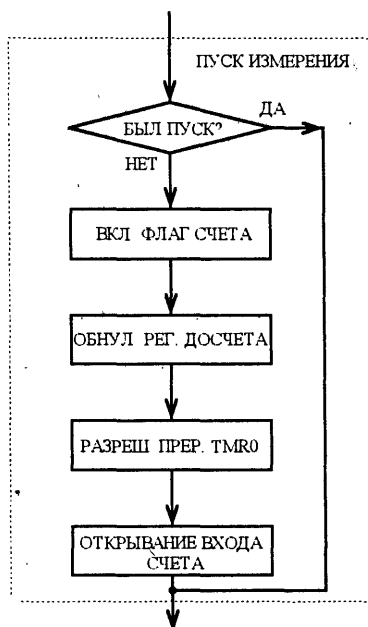 ПУСК ИЗМЕРЕНИЯ
БЫЛ ПУСК?
ДА
НЕТ
ВКЛ ФЛАГ СЧЕТА
ОБНУЛ РЕГ. ДОСЧЕТА
РАЗРЕШ ПРЕР. TMR0
ОТКРЫВАНИЕ ВХОДА
СЧЕТА